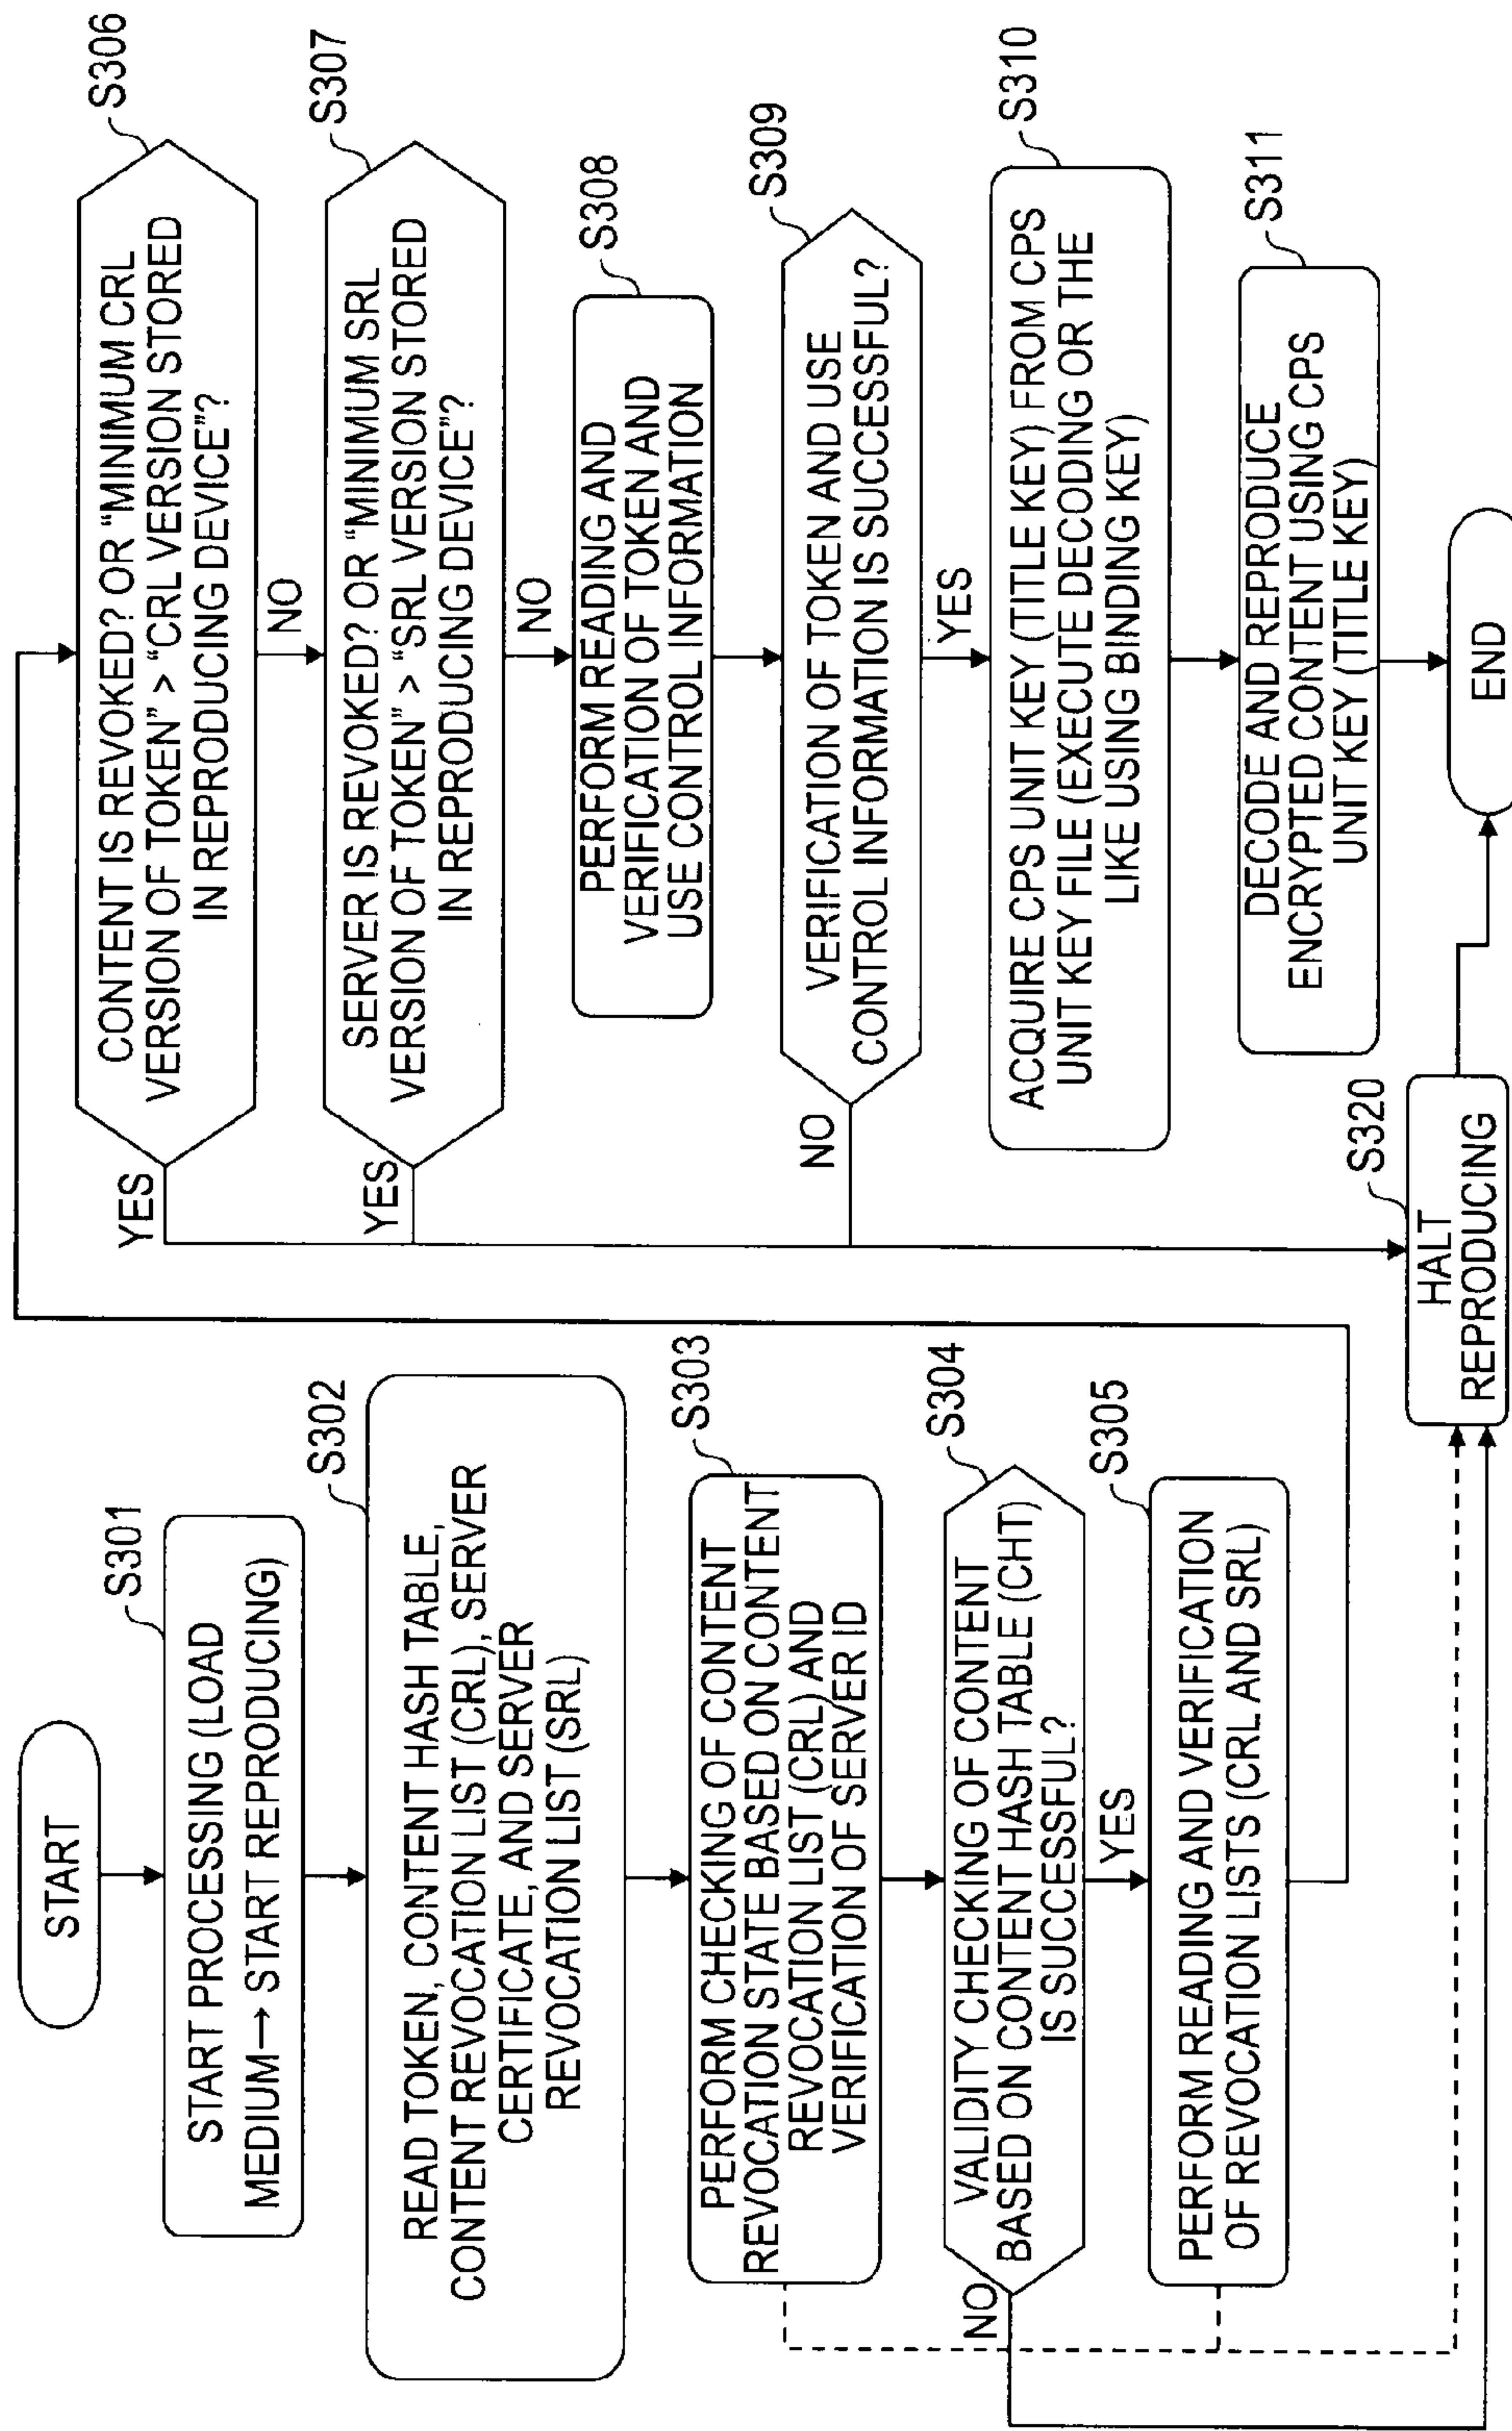 START
S301
START PROCESSING (LOAD
MEDIUM→ START REPRODUCING)
S302
READ TOKEN, CONTENT HASH TABLE,
CONTENT REVOCATION LIST (CRL), SERVER
CERTIFICATE, AND SERVER
REVOCATION LIST (SRL)
S303
PERFORM CHECKING OF CONTENT
REVOCATION STATE BASED ON CONTENT
REVOCATION LIST (CRL) AND
VERIFICATION OF SERVER ID
S304
VALIDITY CHECKING OF CONTENT
BASED ON CONTENT HASH TABLE (CHT)
IS SUCCESSFUL?
NO
YES
S305
PERFORM READING AND VERIFICATION
OF REVOCATION LISTS (CRL AND SRL)
S306
CONTENT IS REVOKED? OR “MINIMUM CRL
VERSION OF TOKEN” > “CRL VERSION STORED
IN REPRODUCING DEVICE”?
YES
NO
S307
SERVER IS REVOKED? OR “MINIMUM SRL
VERSION OF TOKEN” > “SRL VERSION STORED
IN REPRODUCING DEVICE”?
YES
NO
S308
PERFORM READING AND
VERIFICATION OF TOKEN AND
USE CONTROL INFORMATION
S309
VERIFICATION OF TOKEN AND USE
CONTROL INFORMATION IS SUCCESSFUL?
NO
YES
S310
ACQUIRE CPS UNIT KEY (TITLE KEY) FROM CPS
UNIT KEY FILE (EXECUTE DECODING OR THE
LIKE USING BINDING KEY)
S311
DECODE AND REPRODUCE
ENCRYPTED CONTENT USING CPS
UNIT KEY (TITLE KEY)
S320
HALT
REPRODUCING
END